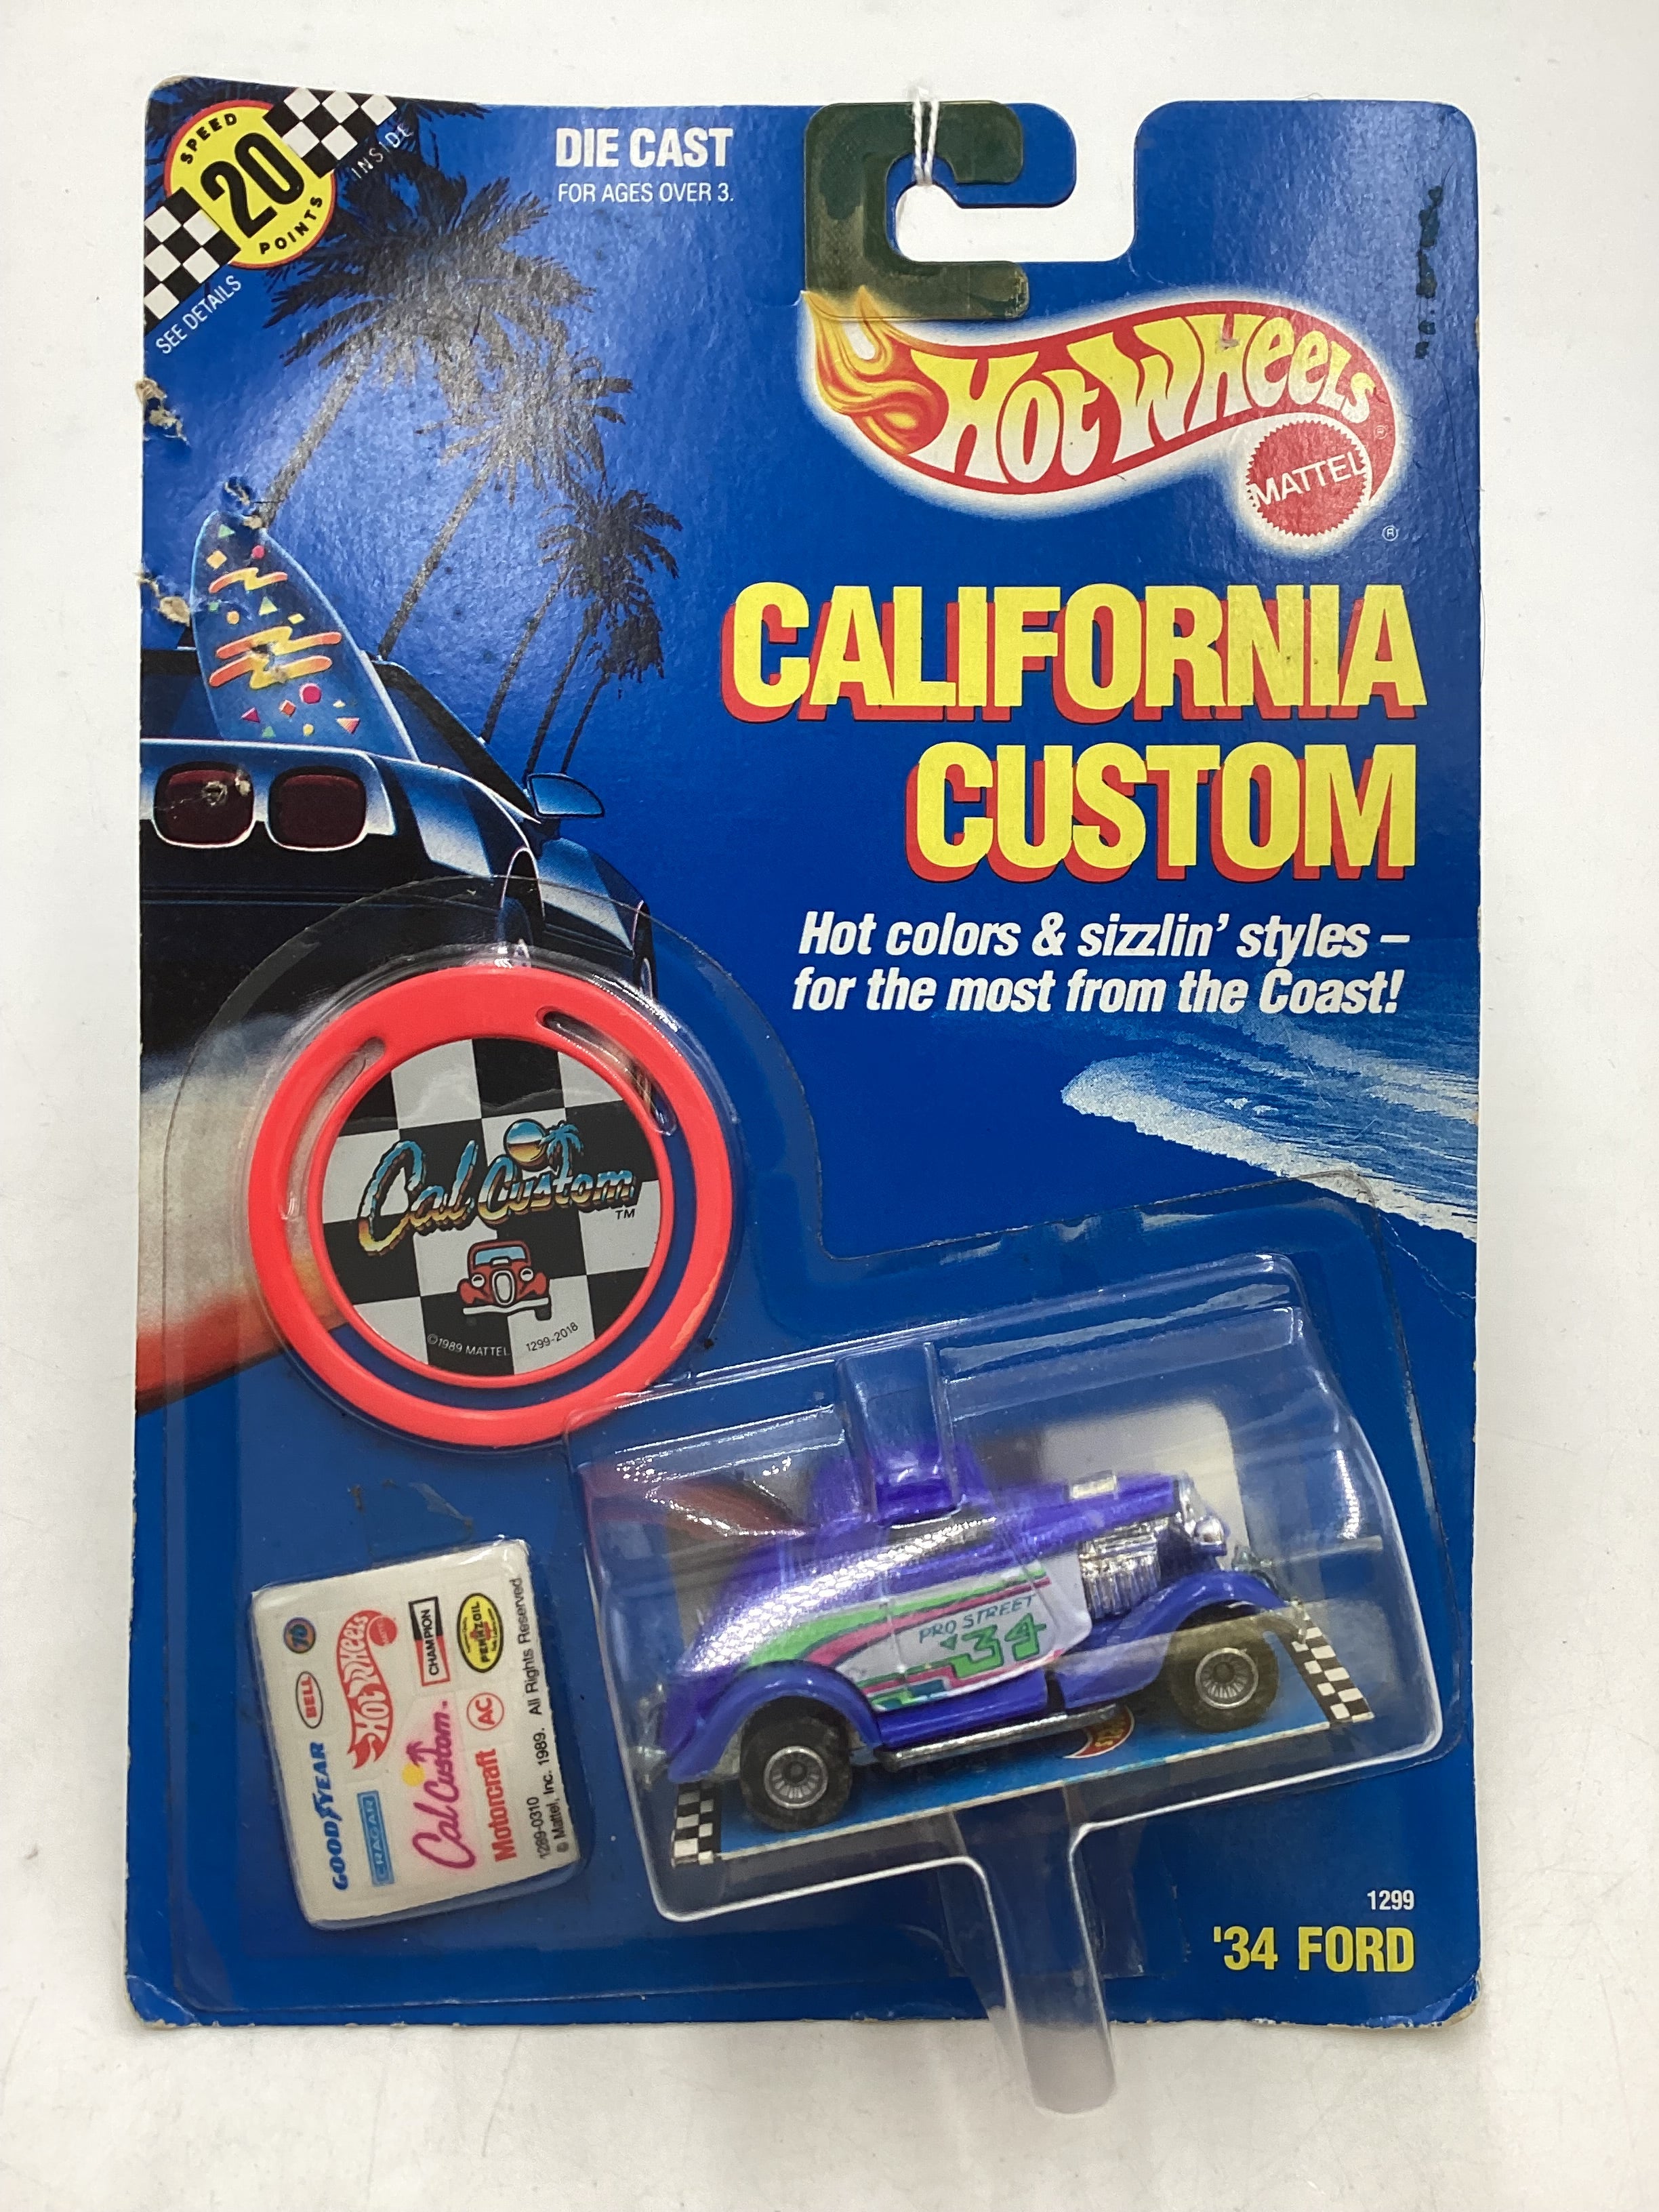 SPEED
20
POINTS
INSIDE
SEE DETAILS
DIE CAST
FOR AGES OVER 3.
HOT WHEELS
®
MATTEL
®
CALIFORNIA
CUSTOM
Hot colors & sizzlin' styles –
for the most from the Coast!
Cal Custom
TM
©1989 MATTEL 1299-2018
PRO STREET
'34
70
BELL
GOODYEAR
HOT WHEELS
CRAGAR
CHAMPION
Cal Custom
PENNZOIL
AC
Motorcraft
1289-0310
© Mattel, Inc. 1989. All Rights Reserved.
1299
'34 FORD